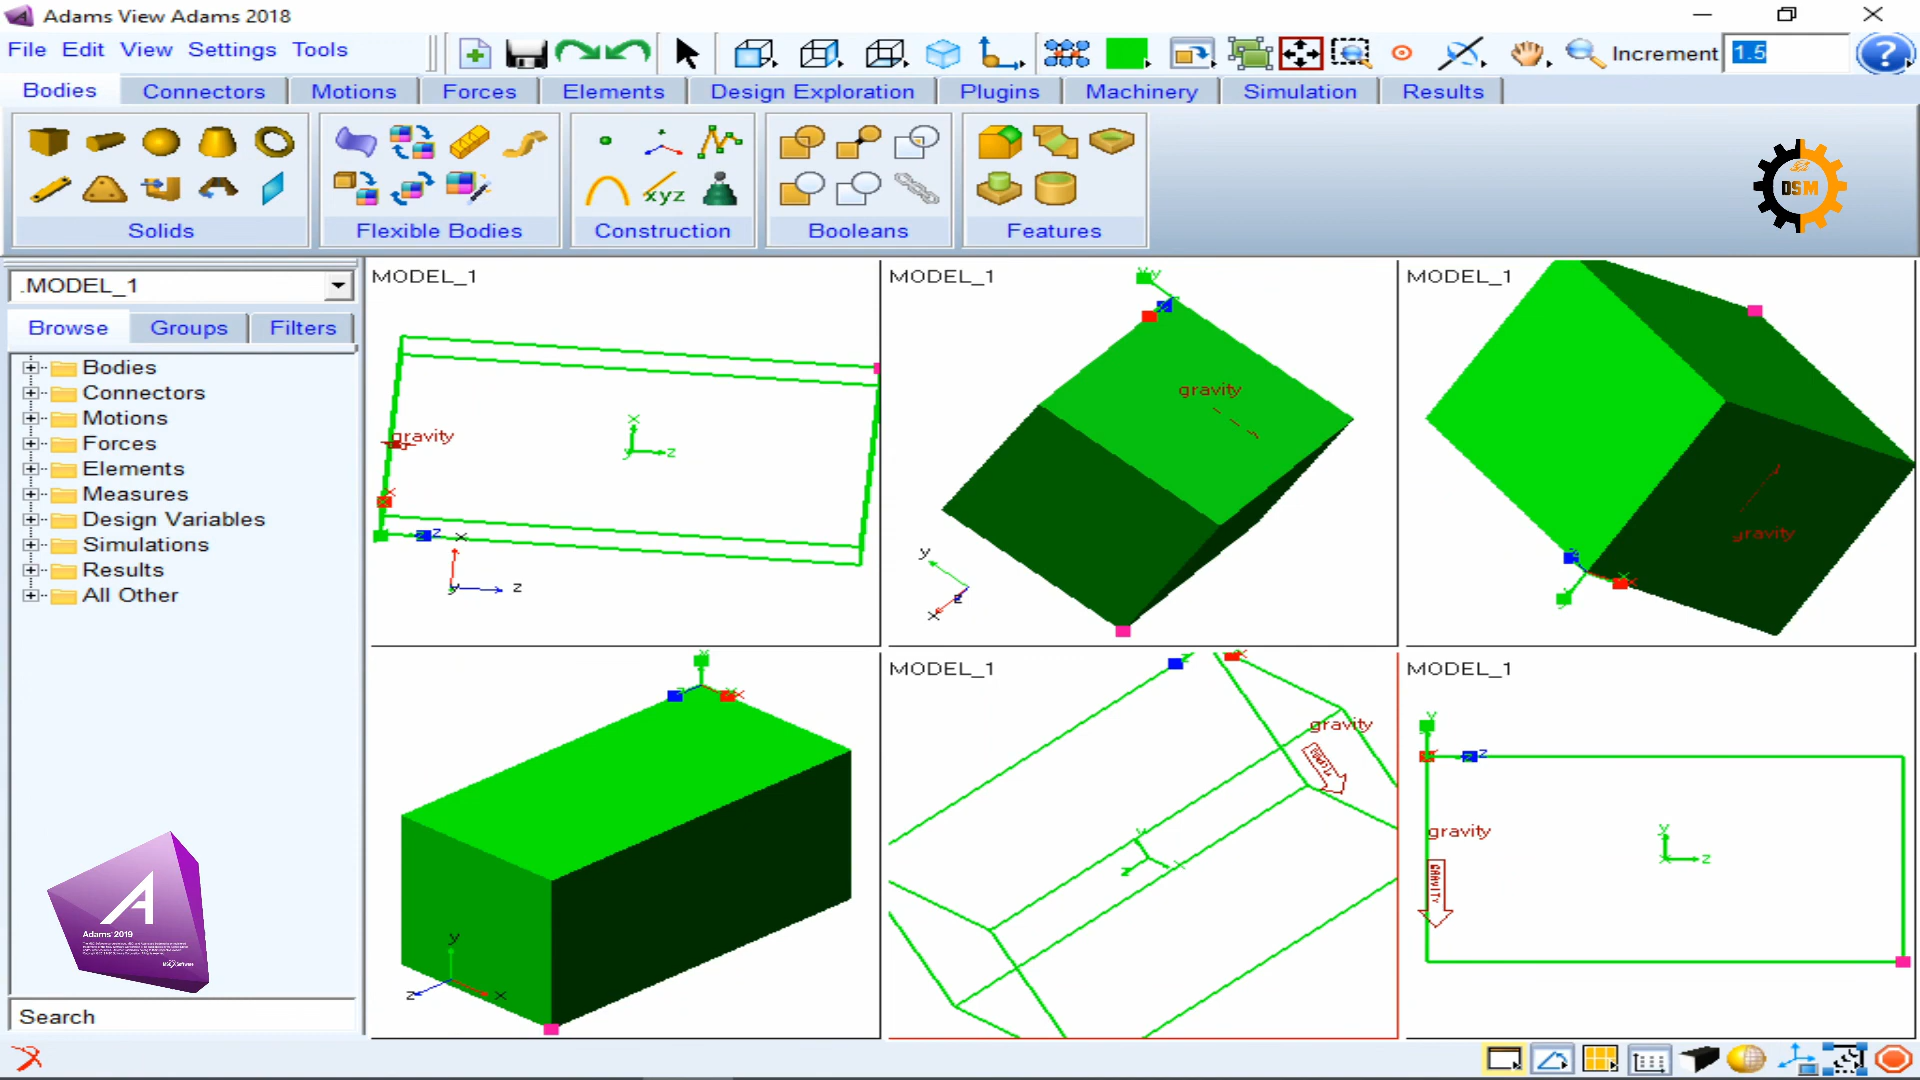 Adams View Adams 2018
File Edit View Settings Tools
Increment 1.5
Bodies Connectors Motions Forces Elements Design Exploration Plugins Machinery Simulation Results
xyz
DSM
Solids Flexible Bodies Construction Booleans Features
.MODEL_1
Browse Groups Filters
Bodies
Connectors
Motions
Forces
Elements
Measures
Design Variables
Simulations
Results
All Other
Adams 2019
Search
MODEL_1
gravity
x
y
z
x
z
x
y
z
MODEL_1
y
gravity
y
z
x
MODEL_1
gravity
z
x
y
y
z
x
y
z
x
MODEL_1
z
x
gravity
y
x
z
MODEL_1
y
z
gravity
GRAVITY
y
x
z